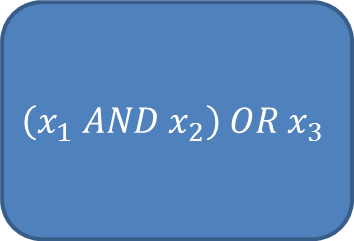 (x₁ AND x₂) OR x₃